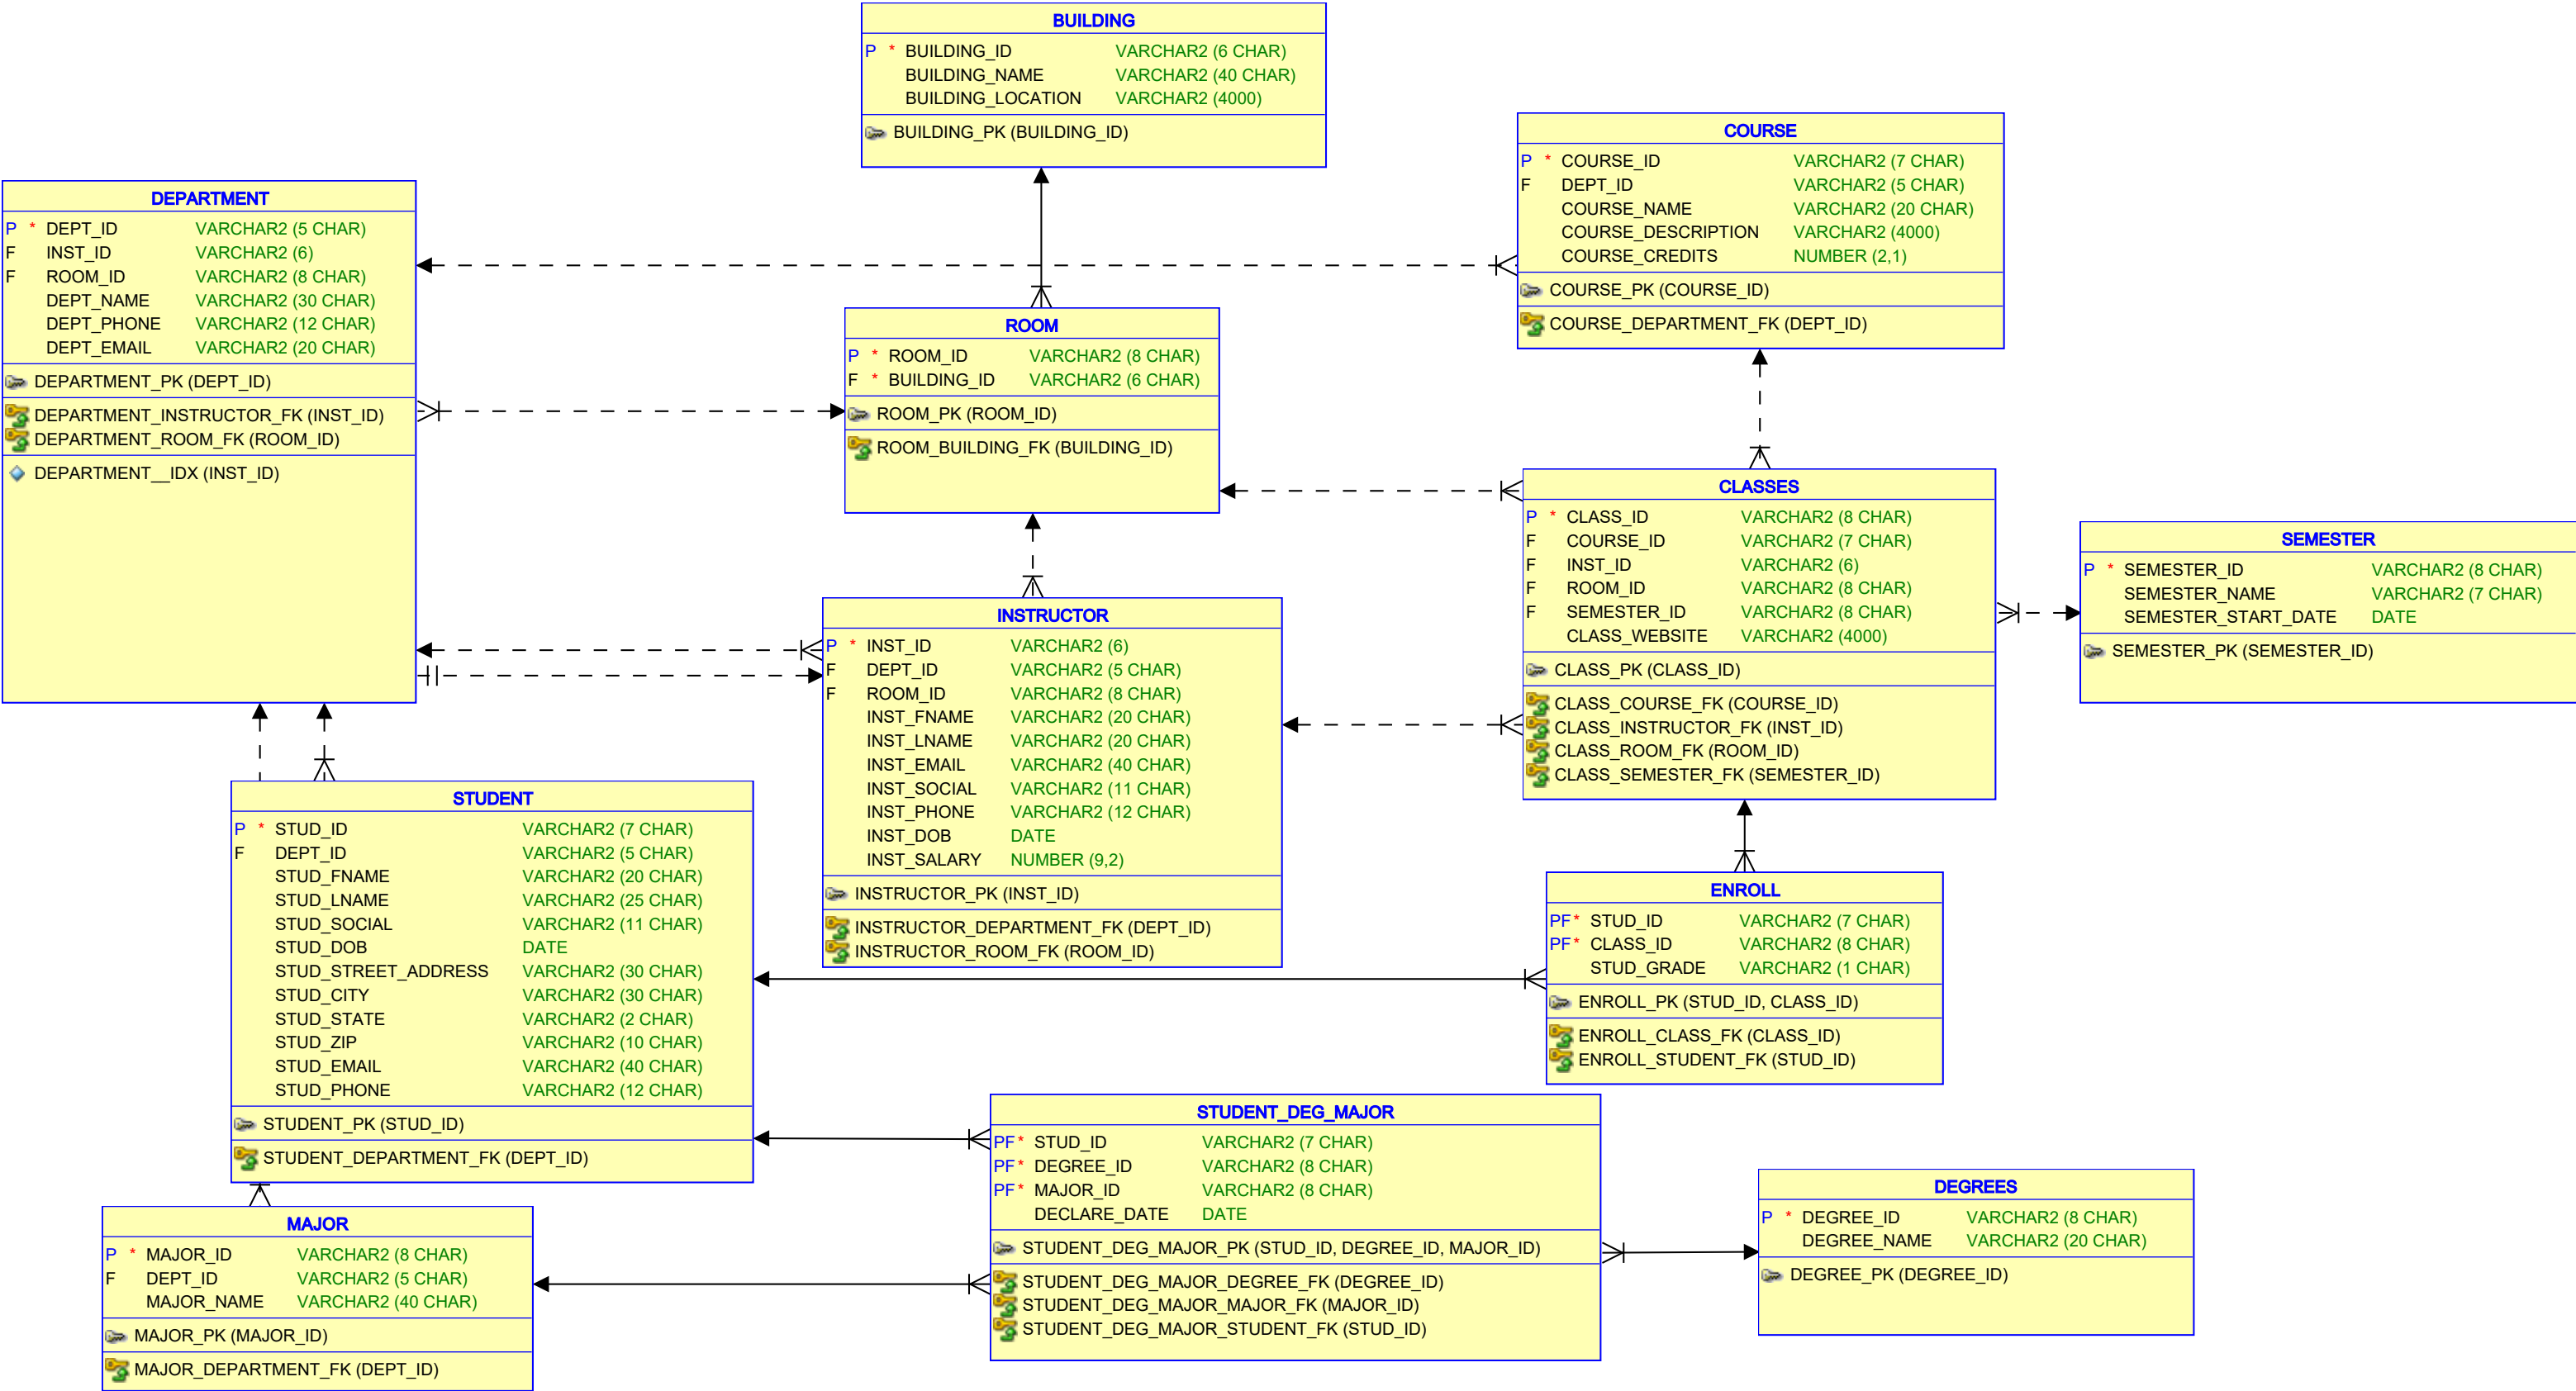 BUILDING
P * BUILDING_ID VARCHAR2 (6 CHAR)
BUILDING_NAME VARCHAR2 (40 CHAR)
BUILDING_LOCATION VARCHAR2 (4000)
BUILDING_PK (BUILDING_ID)
COURSE
P * COURSE_ID VARCHAR2 (7 CHAR)
F DEPT_ID VARCHAR2 (5 CHAR)
COURSE_NAME VARCHAR2 (20 CHAR)
COURSE_DESCRIPTION VARCHAR2 (4000)
COURSE_CREDITS NUMBER (2,1)
COURSE_PK (COURSE_ID)
COURSE_DEPARTMENT_FK (DEPT_ID)
DEPARTMENT
P * DEPT_ID VARCHAR2 (5 CHAR)
F INST_ID VARCHAR2 (6)
F ROOM_ID VARCHAR2 (8 CHAR)
DEPT_NAME VARCHAR2 (30 CHAR)
DEPT_PHONE VARCHAR2 (12 CHAR)
DEPT_EMAIL VARCHAR2 (20 CHAR)
DEPARTMENT_PK (DEPT_ID)
DEPARTMENT_INSTRUCTOR_FK (INST_ID)
DEPARTMENT_ROOM_FK (ROOM_ID)
DEPARTMENT__IDX (INST_ID)
ROOM
P * ROOM_ID VARCHAR2 (8 CHAR)
F * BUILDING_ID VARCHAR2 (6 CHAR)
ROOM_PK (ROOM_ID)
ROOM_BUILDING_FK (BUILDING_ID)
CLASSES
P * CLASS_ID VARCHAR2 (8 CHAR)
F COURSE_ID VARCHAR2 (7 CHAR)
F INST_ID VARCHAR2 (6)
F ROOM_ID VARCHAR2 (8 CHAR)
F SEMESTER_ID VARCHAR2 (8 CHAR)
CLASS_WEBSITE VARCHAR2 (4000)
CLASS_PK (CLASS_ID)
CLASS_COURSE_FK (COURSE_ID)
CLASS_INSTRUCTOR_FK (INST_ID)
CLASS_ROOM_FK (ROOM_ID)
CLASS_SEMESTER_FK (SEMESTER_ID)
SEMESTER
P * SEMESTER_ID VARCHAR2 (8 CHAR)
SEMESTER_NAME VARCHAR2 (7 CHAR)
SEMESTER_START_DATE DATE
SEMESTER_PK (SEMESTER_ID)
INSTRUCTOR
P * INST_ID VARCHAR2 (6)
F DEPT_ID VARCHAR2 (5 CHAR)
F ROOM_ID VARCHAR2 (8 CHAR)
INST_FNAME VARCHAR2 (20 CHAR)
INST_LNAME VARCHAR2 (20 CHAR)
INST_EMAIL VARCHAR2 (40 CHAR)
INST_SOCIAL VARCHAR2 (11 CHAR)
INST_PHONE VARCHAR2 (12 CHAR)
INST_DOB DATE
INST_SALARY NUMBER (9,2)
INSTRUCTOR_PK (INST_ID)
INSTRUCTOR_DEPARTMENT_FK (DEPT_ID)
INSTRUCTOR_ROOM_FK (ROOM_ID)
STUDENT
P * STUD_ID VARCHAR2 (7 CHAR)
F DEPT_ID VARCHAR2 (5 CHAR)
STUD_FNAME VARCHAR2 (20 CHAR)
STUD_LNAME VARCHAR2 (25 CHAR)
STUD_SOCIAL VARCHAR2 (11 CHAR)
STUD_DOB DATE
STUD_STREET_ADDRESS VARCHAR2 (30 CHAR)
STUD_CITY VARCHAR2 (30 CHAR)
STUD_STATE VARCHAR2 (2 CHAR)
STUD_ZIP VARCHAR2 (10 CHAR)
STUD_EMAIL VARCHAR2 (40 CHAR)
STUD_PHONE VARCHAR2 (12 CHAR)
STUDENT_PK (STUD_ID)
STUDENT_DEPARTMENT_FK (DEPT_ID)
ENROLL
PF * STUD_ID VARCHAR2 (7 CHAR)
PF * CLASS_ID VARCHAR2 (8 CHAR)
STUD_GRADE VARCHAR2 (1 CHAR)
ENROLL_PK (STUD_ID, CLASS_ID)
ENROLL_CLASS_FK (CLASS_ID)
ENROLL_STUDENT_FK (STUD_ID)
STUDENT_DEG_MAJOR
PF * STUD_ID VARCHAR2 (7 CHAR)
PF * DEGREE_ID VARCHAR2 (8 CHAR)
PF * MAJOR_ID VARCHAR2 (8 CHAR)
DECLARE_DATE DATE
STUDENT_DEG_MAJOR_PK (STUD_ID, DEGREE_ID, MAJOR_ID)
STUDENT_DEG_MAJOR_DEGREE_FK (DEGREE_ID)
STUDENT_DEG_MAJOR_MAJOR_FK (MAJOR_ID)
STUDENT_DEG_MAJOR_STUDENT_FK (STUD_ID)
DEGREES
P * DEGREE_ID VARCHAR2 (8 CHAR)
DEGREE_NAME VARCHAR2 (20 CHAR)
DEGREE_PK (DEGREE_ID)
MAJOR
P * MAJOR_ID VARCHAR2 (8 CHAR)
F DEPT_ID VARCHAR2 (5 CHAR)
MAJOR_NAME VARCHAR2 (40 CHAR)
MAJOR_PK (MAJOR_ID)
MAJOR_DEPARTMENT_FK (DEPT_ID)